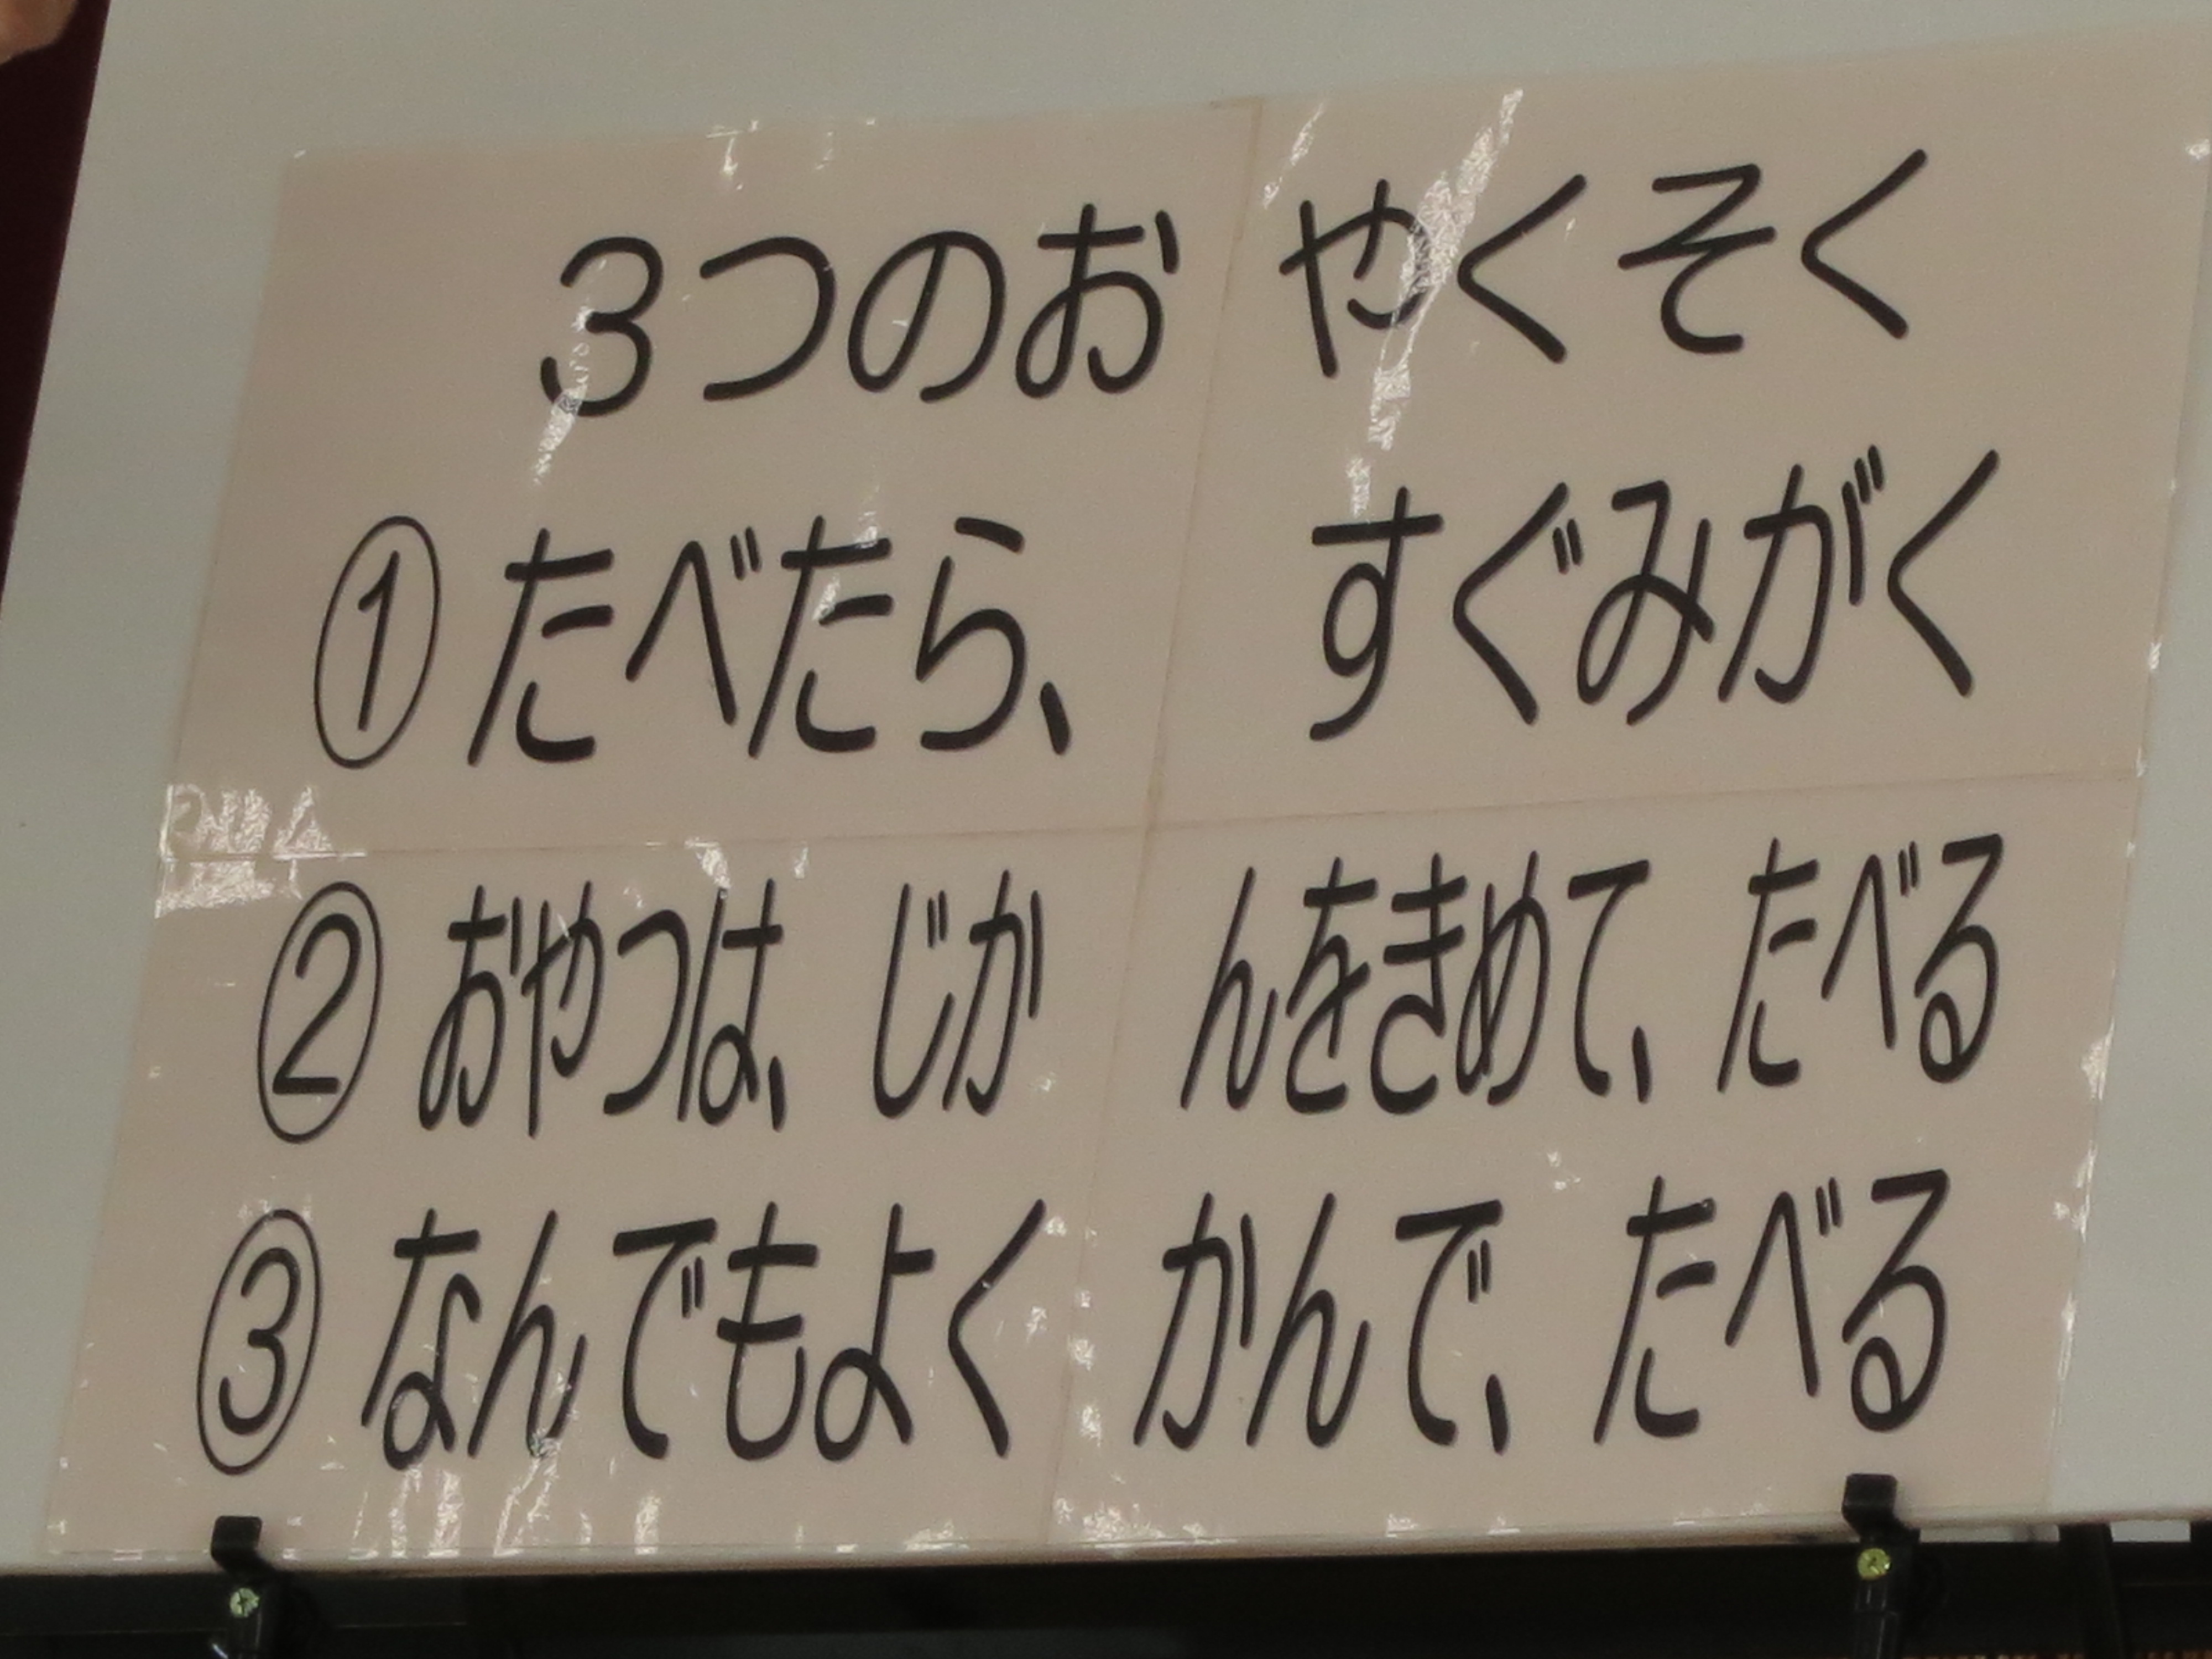 3つのおやくそく
①たべたら、すぐみがく
②おやつは、じかんをきめて、たべる
③なんでもよくかんで、たべる